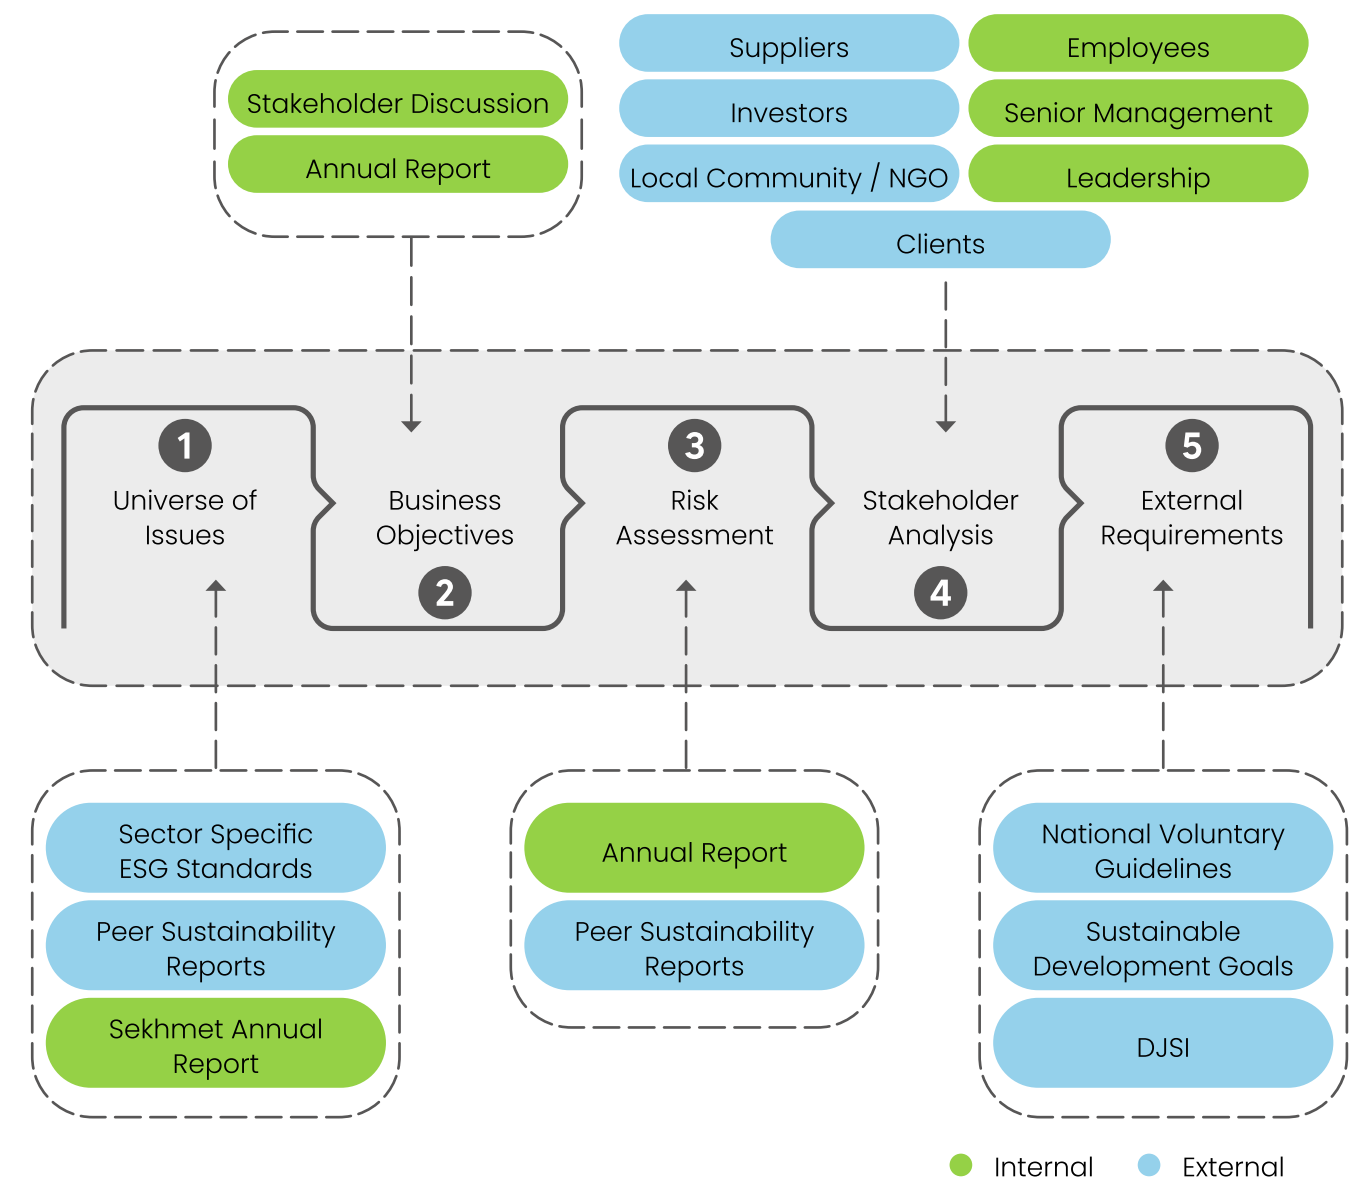 Stakeholder Discussion
Annual Report
Suppliers
Employees
Investors
Senior Management
Local Community / NGO
Leadership
Clients
1
Universe of
Issues
Business
Objectives
2
3
Risk
Assessment
Stakeholder
Analysis
4
5
External
Requirements
Sector Specific
ESG Standards
Peer Sustainability
Reports
Sekhmet Annual
Report
Annual Report
Peer Sustainability
Reports
National Voluntary
Guidelines
Sustainable
Development Goals
DJSI
Internal
External